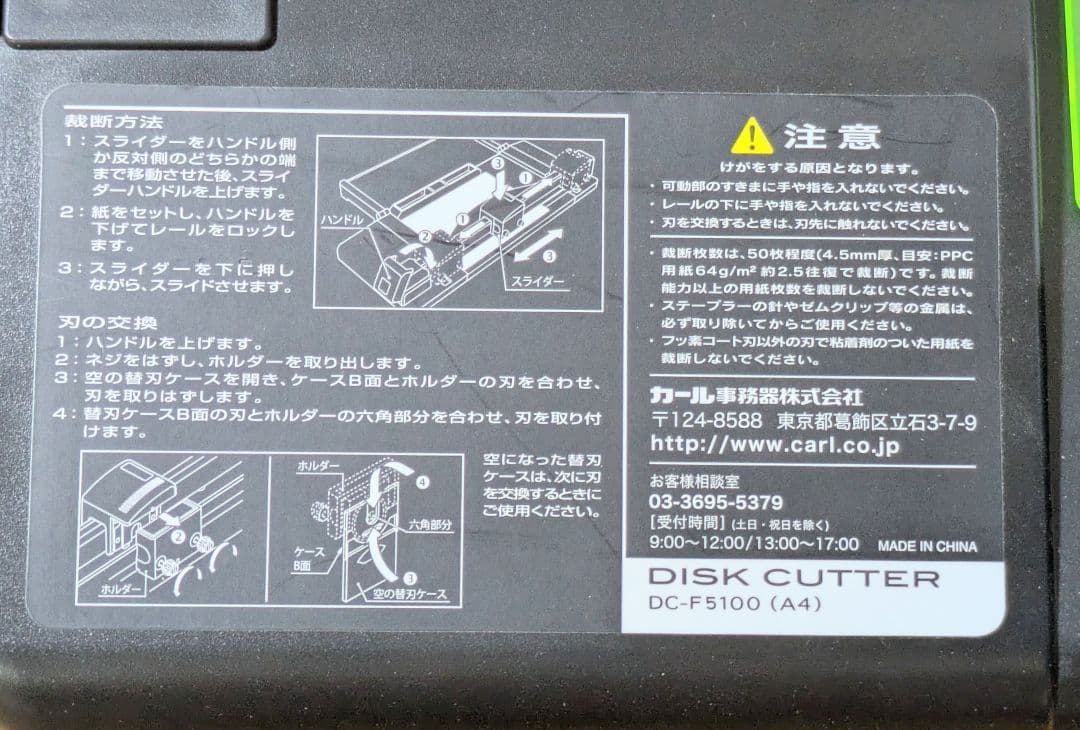 裁断方法
1：スライダーをハンドル側
か反対側のどちらかの端
まで移動させた後、スライ
ダーハンドルを上げます。
2：紙をセットし、ハンドルを
下げてレールをロックし
ます。
3：スライダーを下に押し
ながら、スライドさせます。
ハンドル
❶
❶
❷
❸
❸
スライダー
刃の交換
1：ハンドルを上げます。
2：ネジをはずし、ホルダーを取り出します。
3：空の替刃ケースを開き、ケースB面とホルダーの刃を合わせ、
刃を取りはずします。
4：替刃ケースB面の刃とホルダーの六角部分を合わせ、刃を取り付
けます。
❷
ホルダー
ホルダー
❹
六角部分
ケース
B面
❸
空の替刃ケース
空になった替刃
ケースは、次に刃
を交換するときに
ご使用ください。
注意
けがをする原因となります。
・可動部のすきまに手や指を入れないでください。
・レールの下に手や指を入れないでください。
・刃を交換するときは、刃先に触れないでください。
・裁断枚数は、50枚程度(4.5mm厚、目安：PPC
用紙64g/m² 約2.5往復で裁断)です。裁断
能力以上の用紙枚数を裁断しないでください。
・ステープラーの針やゼムクリップ等の金属は、
必ず取り除いてからご使用ください。
・フッ素コート刃以外の刃で粘着剤のついた用紙を
裁断しないでください。
カール事務器株式会社
〒124-8588 東京都葛飾区立石3-7-9
http://www.carl.co.jp
お客様相談室
03-3695-5379
[受付時間] (土日・祝日を除く)
9:00～12:00/13:00～17:00 MADE IN CHINA
DISK CUTTER
DC-F5100 (A4)